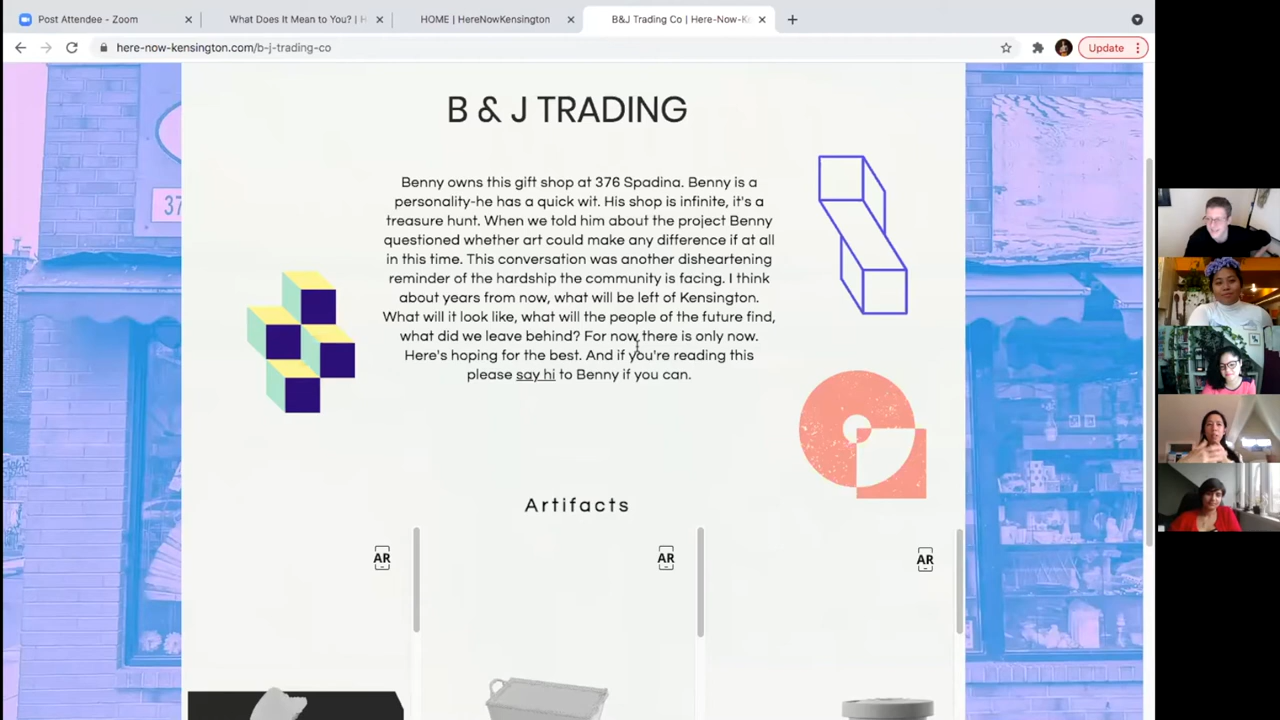 Post Attendee - Zoom
What Does It Mean to You? | H
HOME | HereNowKensington
B&J Trading Co | Here-Now-Ke
here-now-kensington.com/b-j-trading-co
Update
37
B & J TRADING
Benny owns this gift shop at 376 Spadina. Benny is a
personality-he has a quick wit. His shop is infinite, it's a
treasure hunt. When we told him about the project Benny
questioned whether art could make any difference if at all
in this time. This conversation was another disheartening
reminder of the hardship the community is facing. I think
about years from now, what will be left of Kensington.
What will it look like, what will the people of the future find,
what did we leave behind? For now there is only now.
Here's hoping for the best. And if you're reading this
please say hi to Benny if you can.
Artifacts
AR
AR
AR